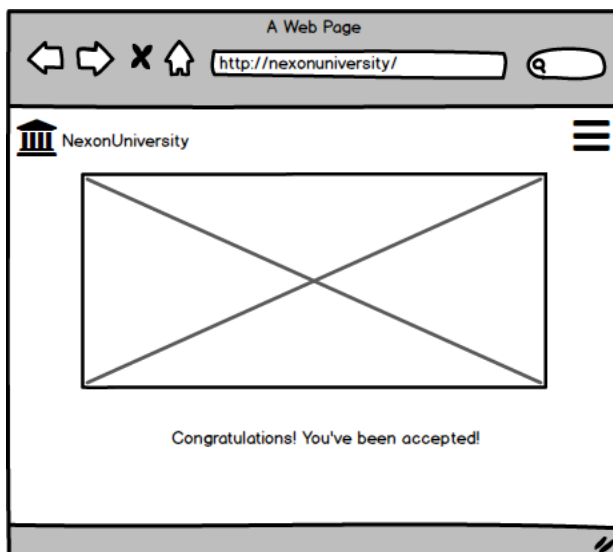 A Web Page
http://nexonuniversity/
NexonUniversity
Congratulations! You've been accepted!